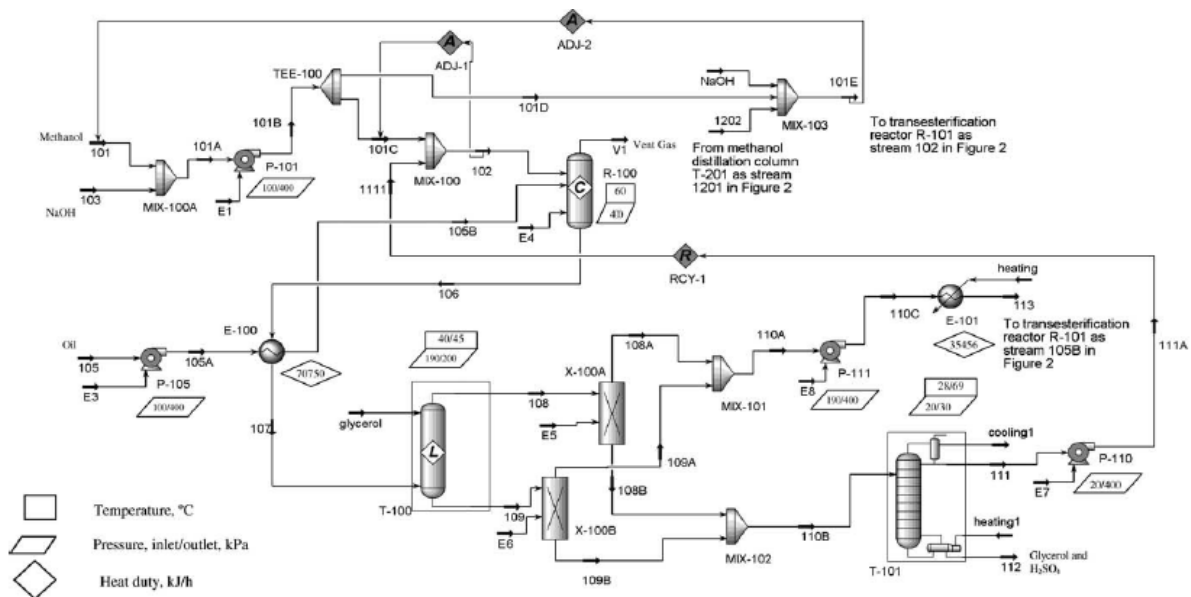 A
ADJ-2
A
ADJ-1
TEE-100
NaOH
101E
101D
1202
MIX-103
To transesterification
reactor R-101 as
stream 102 in Figure 2
From methanol
distillation column
T-201 as stream
1201 in Figure 2
101B
Methanol
101
101A
P-101
100/400
103
NaOH
MIX-100A
E1
101C
MIX-100
102
1111
V1
Vent Gas
R-100
C
60
400
E4
105B
R
RCY-1
106
heating
110C
113
E-101
35456
To transesterification
reactor R-101 as
stream 105B in
Figure 2
111A
E-100
Oil
105
105A
P-105
E3
100/400
70750
40/45
190/200
107
glycerol
L
T-100
108
108A
X-100A
E5
110A
MIX-101
P-111
E8
190/400
109A
108B
109
E6
X-100B
109B
MIX-102
110B
28/69
20/30
cooling1
111
P-110
E7
20/400
heating1
T-101
112
Glycerol and
H₂SO₄
Temperature, °C
Pressure, inlet/outlet, kPa
Heat duty, kJ/h